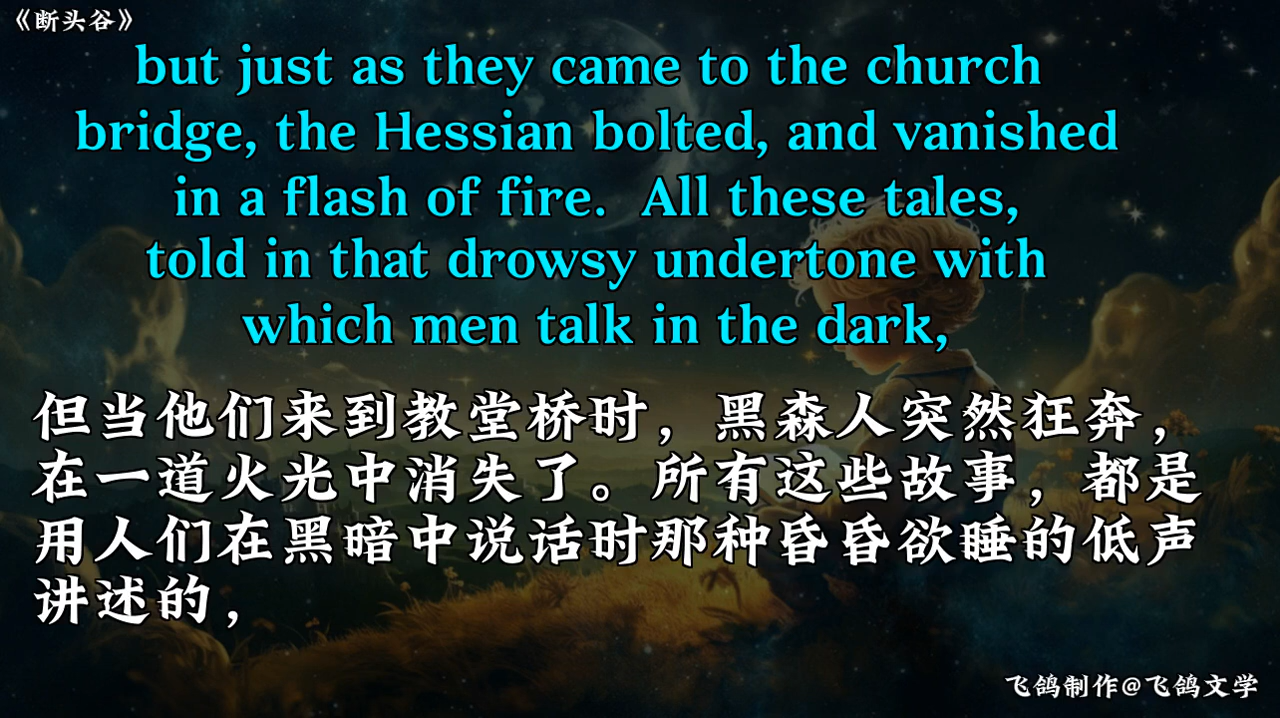 《断头谷》
but just as they came to the church
bridge, the Hessian bolted, and vanished
in a flash of fire.  All these tales,
told in that drowsy undertone with
which men talk in the dark,
但当他们来到教堂桥时，黑森人突然狂奔，
在一道火光中消失了。所有这些故事，都是
用人们在黑暗中说话时那种昏昏欲睡的低声
讲述的，
飞鸽制作@飞鸽文学